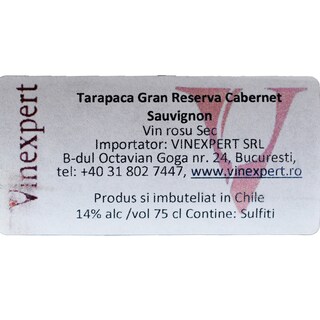 Vinexpert
Tarapaca Gran Reserva Cabernet
Sauvignon
Vin rosu Sec
Importator: VINEXPERT SRL
B-dul Octavian Goga nr. 24, Bucuresti,
tel: +40 31 802 7447, www.vinexpert.ro
Produs si imbuteliat in Chile
14% alc /vol 75 cl Contine: Sulfiti